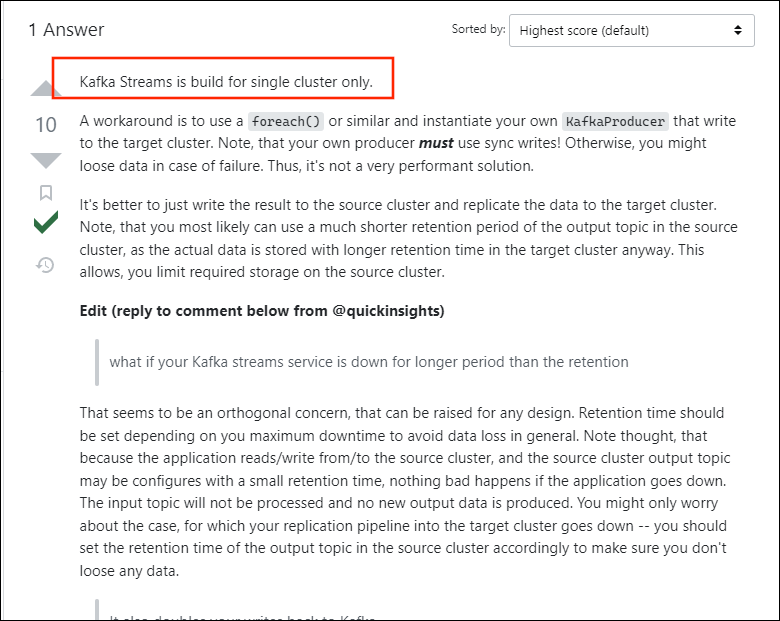 1 Answer
Sorted by: Highest score (default)
Kafka Streams is build for single cluster only.
10
A workaround is to use a foreach() or similar and instantiate your own KafkaProducer that write
to the target cluster. Note, that your own producer must use sync writes! Otherwise, you might
loose data in case of failure. Thus, it's not a very performant solution.
It's better to just write the result to the source cluster and replicate the data to the target cluster.
Note, that you most likely can use a much shorter retention period of the output topic in the source
cluster, as the actual data is stored with longer retention time in the target cluster anyway. This
allows, you limit required storage on the source cluster.
Edit (reply to comment below from @quickinsights)
what if your Kafka streams service is down for longer period than the retention
That seems to be an orthogonal concern, that can be raised for any design. Retention time should
be set depending on you maximum downtime to avoid data loss in general. Note thought, that
because the application reads/write from/to the source cluster, and the source cluster output topic
may be configures with a small retention time, nothing bad happens if the application goes down.
The input topic will not be processed and no new output data is produced. You might only worry
about the case, for which your replication pipeline into the target cluster goes down -- you should
set the retention time of the output topic in the source cluster accordingly to make sure you don't
loose any data.
It also doubles your writes back to Kafka